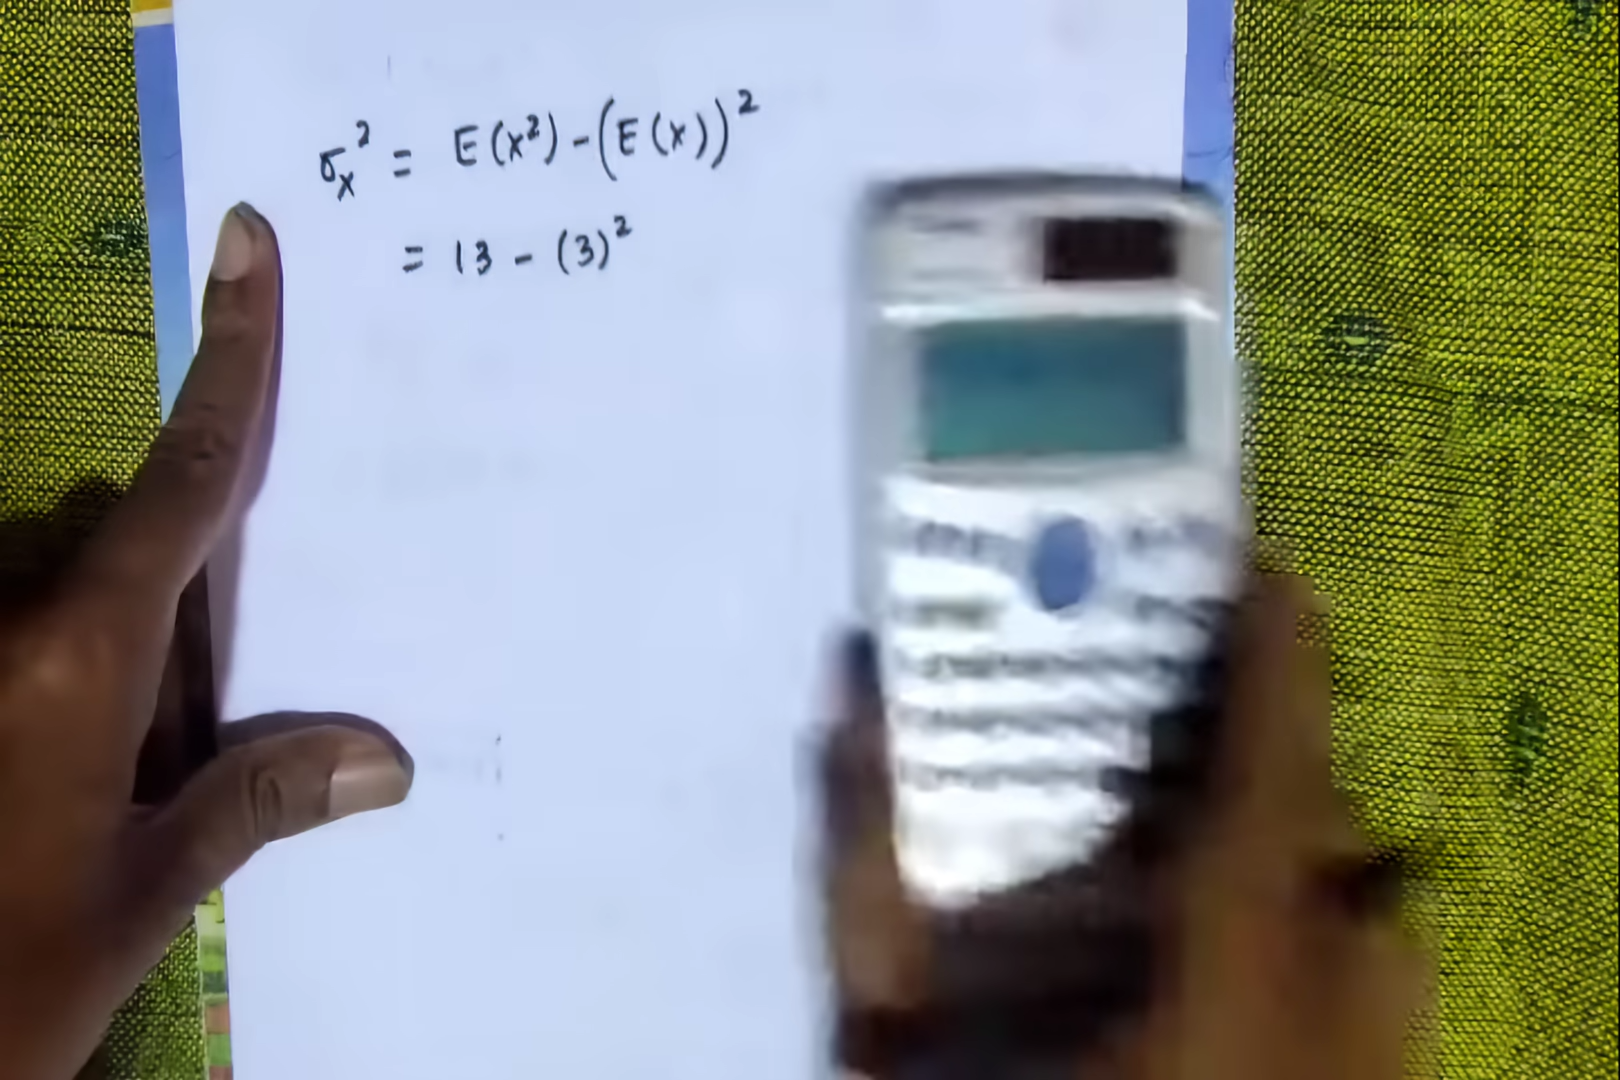 σₓ² = E(x²) - (E(x))²
= 13 - (3)²